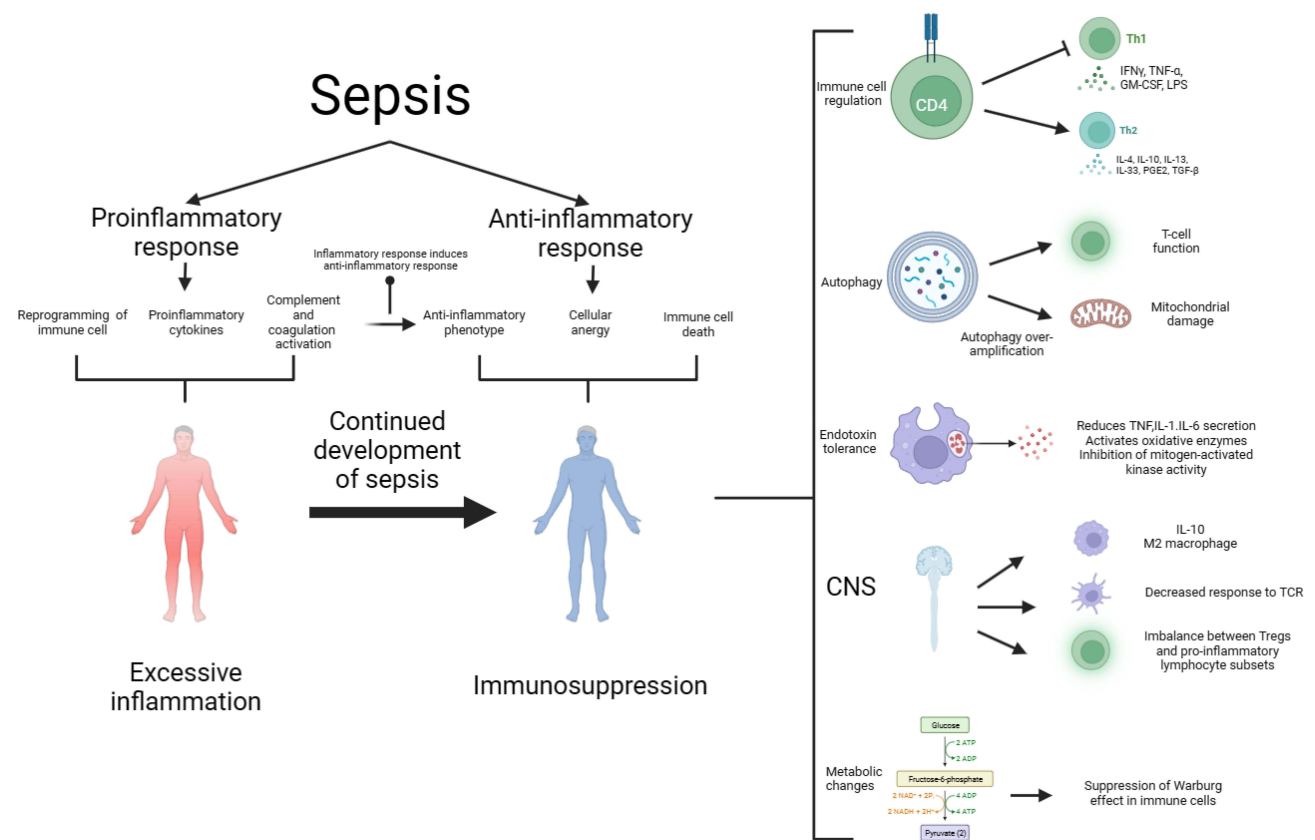 Sepsis
Proinflammatory
response
Anti-inflammatory
response
Inflammatory response induces
anti-inflammatory response
Reprogramming of
immune cell
Proinflammatory
cytokines
Complement
and
coagulation
activation
Anti-inflammatory
phenotype
Cellular
anergy
Immune cell
death
Continued
development
of sepsis
Excessive
inflammation
Immunosuppression
Immune cell
regulation
CD4
Th1
IFNγ, TNF-α,
GM-CSF, LPS
Th2
IL-4, IL-10, IL-13,
IL-33, PGE2, TGF-β
Autophagy
T-cell
function
Autophagy over-
amplification
Mitochondrial
damage
Endotoxin
tolerance
Reduces TNF,IL-1.IL-6 secretion
Activates oxidative enzymes
Inhibition of mitogen-activated
kinase activity
CNS
IL-10
M2 macrophage
Decreased response to TCR
Imbalance between Tregs
and pro-inflammatory
lymphocyte subsets
Metabolic
changes
Glucose
2 ATP
2 ADP
Fructose-6-phosphate
2 NAD⁺ + 2Pᵢ
4 ADP
2 NADH + 2H⁺
4 ATP
Pyruvate (2)
Suppression of Warburg
effect in immune cells